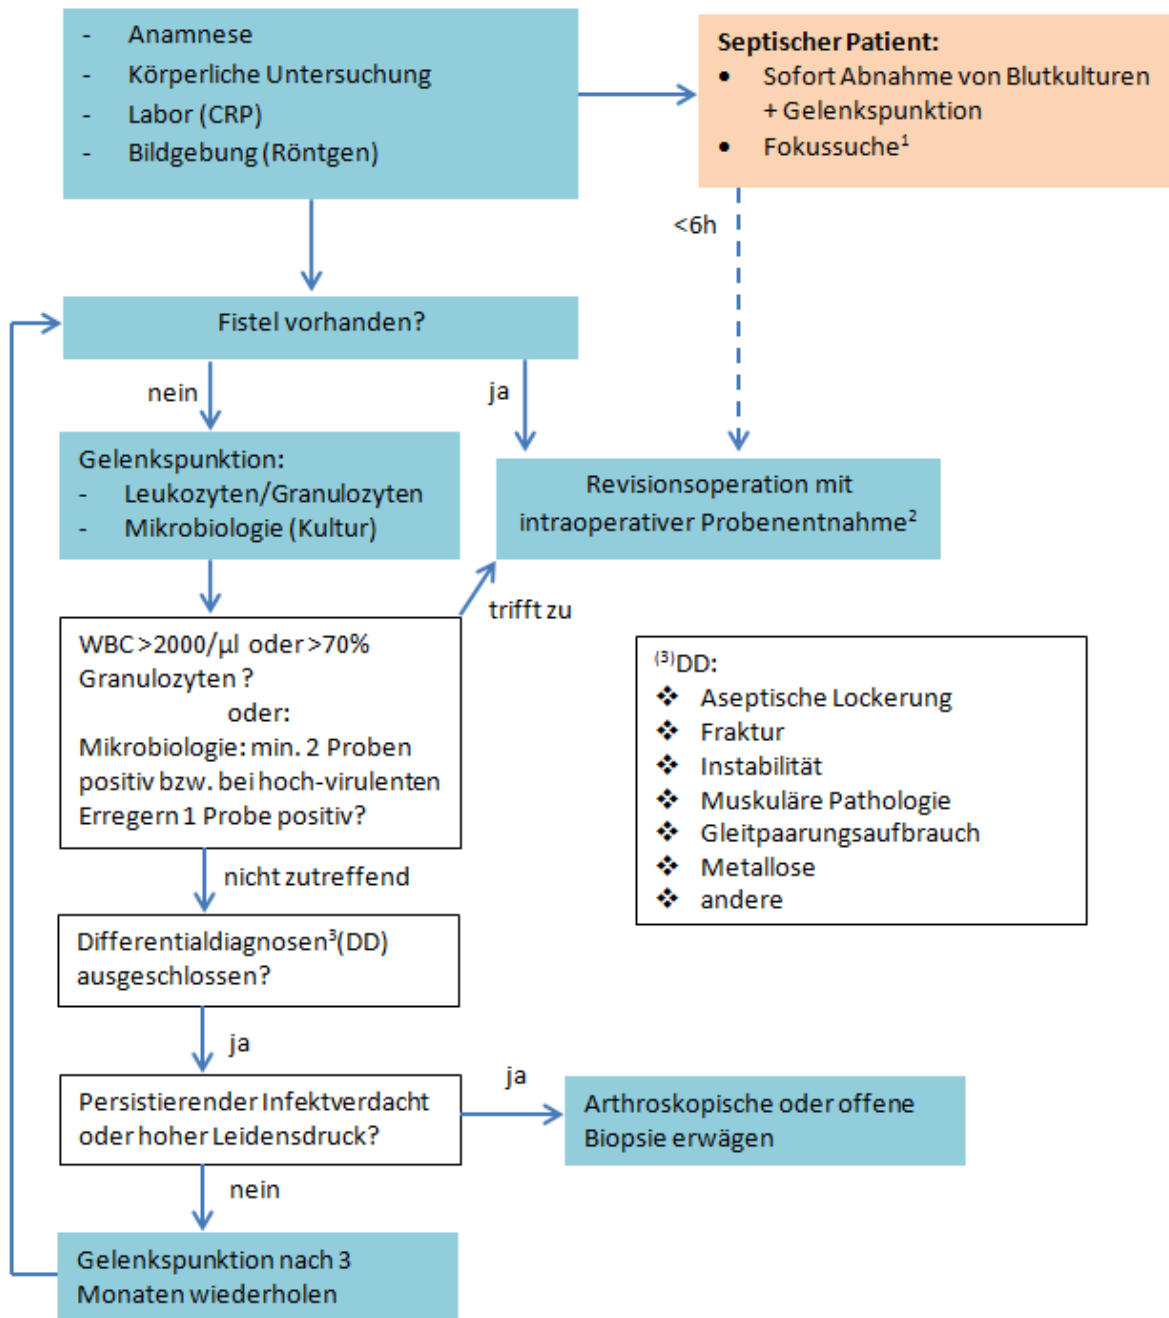 - Anamnese
- Körperliche Untersuchung
- Labor (CRP)
- Bildgebung (Röntgen)
Septischer Patient:
• Sofort Abnahme von Blutkulturen
+ Gelenkspunktion
• Fokussuche¹
<6h
Fistel vorhanden?
nein
ja
Gelenkspunktion:
- Leukozyten/Granulozyten
- Mikrobiologie (Kultur)
Revisionsoperation mit
intraoperativer Probenentnahme²
trifft zu
WBC >2000/µl oder >70%
Granulozyten ?
oder:
Mikrobiologie: min. 2 Proben
positiv bzw. bei hoch-virulenten
Erregern 1 Probe positiv?
⁽³⁾DD:
❖ Aseptische Lockerung
❖ Fraktur
❖ Instabilität
❖ Muskuläre Pathologie
❖ Gleitpaarungsaufbrauch
❖ Metallose
❖ andere
nicht zutreffend
Differentialdiagnosen³(DD)
ausgeschlossen?
ja
Persistierender Infektverdacht
oder hoher Leidensdruck?
ja
Arthroskopische oder offene
Biopsie erwägen
nein
Gelenkspunktion nach 3
Monaten wiederholen